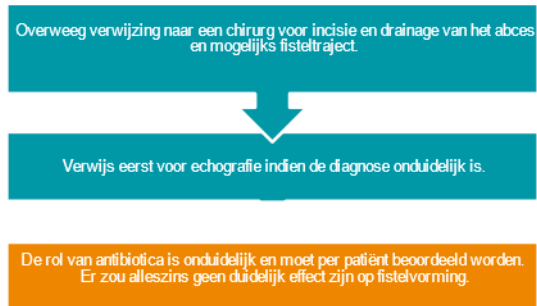 Overweeg verwijzing naar een chirurg voor incisie en drainage van het abces
en mogelijks fisteltraject.
Verwijs eerst voor echografie indien de diagnose onduidelijk is.
De rol van antibiotica is onduidelijk en moet per patiënt beoordeeld worden.
Er zou alleszins geen duidelijk effect zijn op fistelvorming.